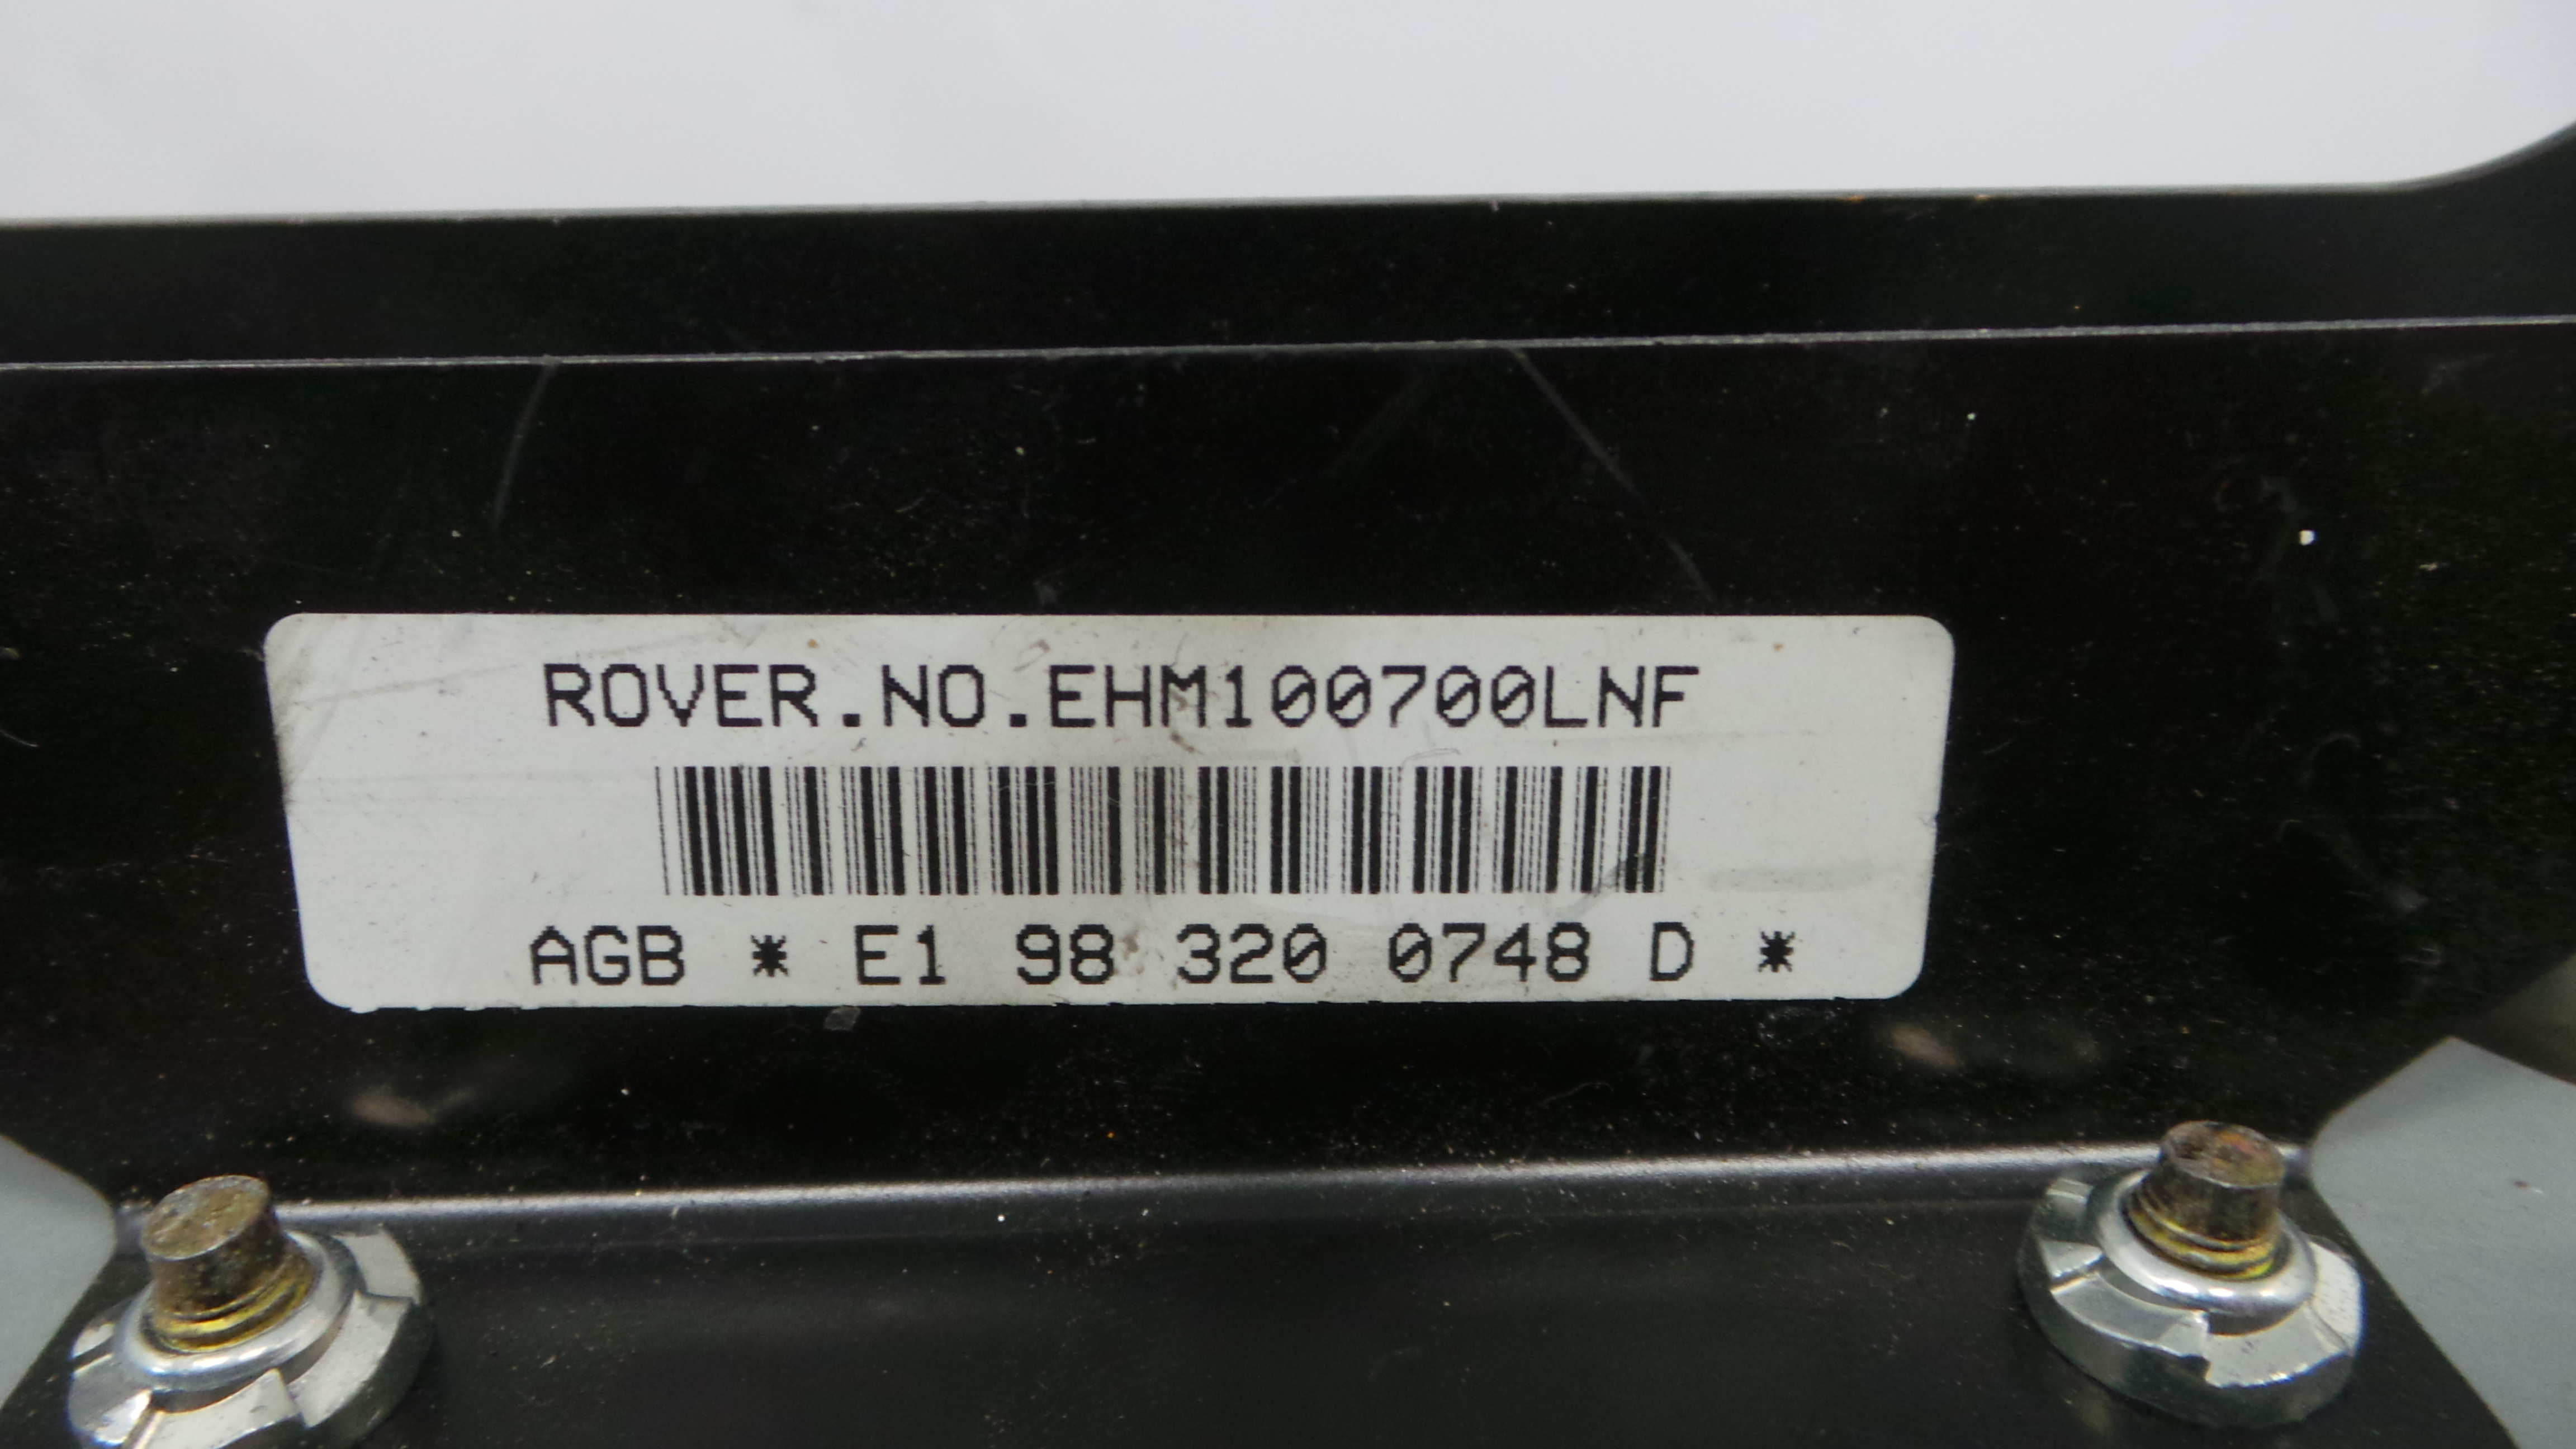 ROVER.NO.EHM100700LNF
AGB * E1 98 320 0748 D *